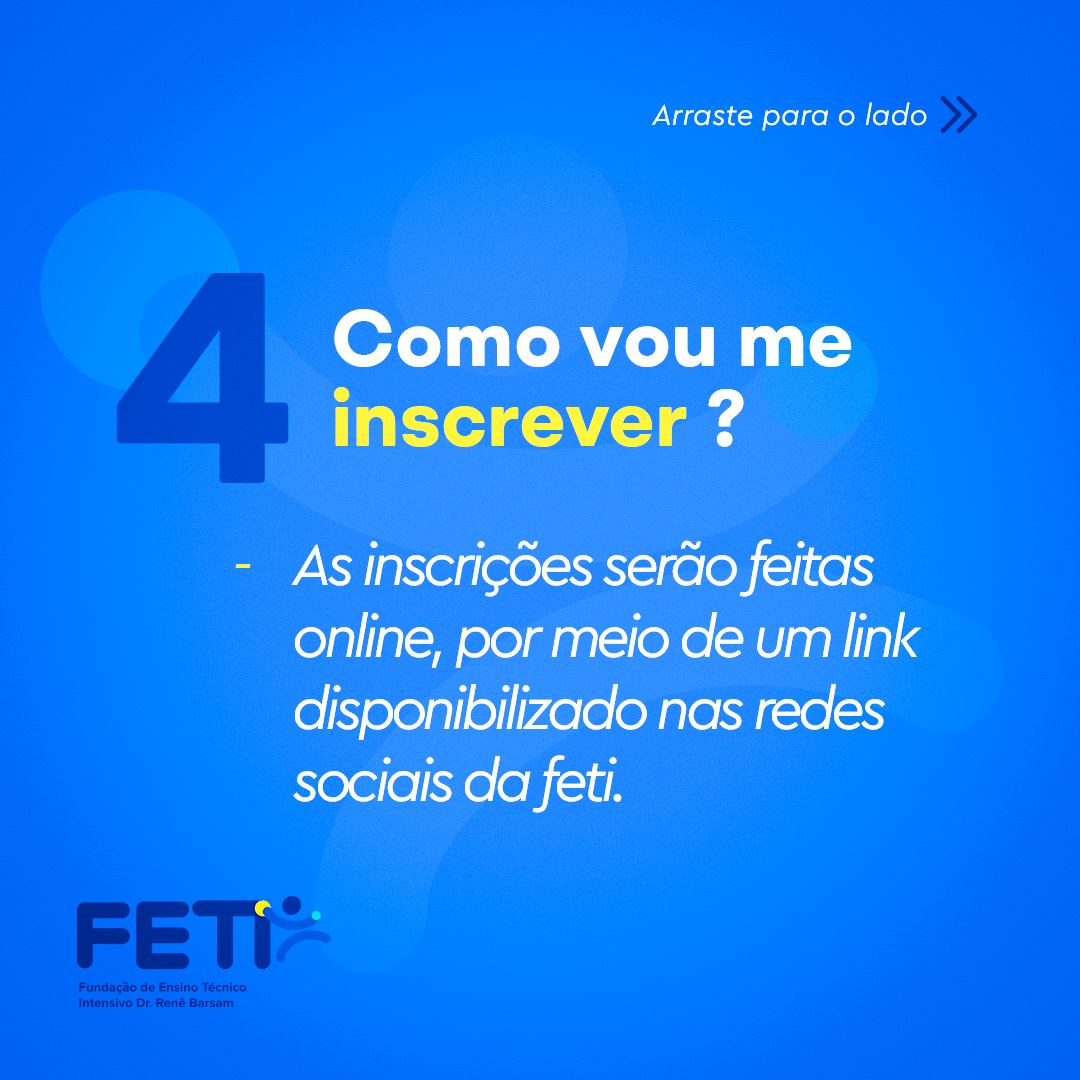 Arraste para o lado
4
Como vou me
inscrever ?
- As inscrições serão feitas
online, por meio de um link
disponibilizado nas redes
sociais da feti.
FETi
Fundação de Ensino Técnico
Intensivo Dr. Renê Barsam